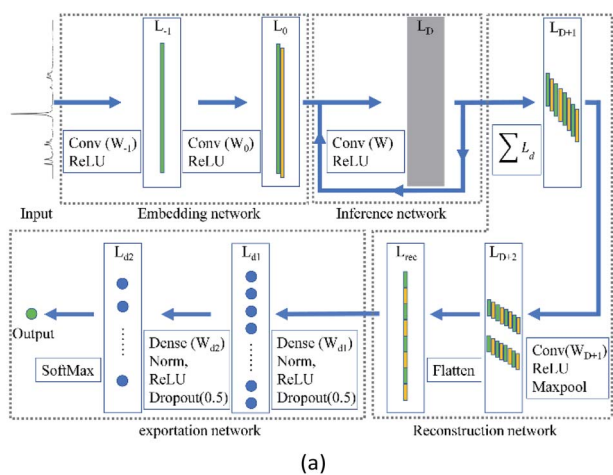 L-1
L0
LD
LD+1
Conv (W-1)
ReLU
Conv (W0)
ReLU
Conv (W)
ReLU
∑ Ld
Input
Embedding network
Inference network
Ld2
Ld1
Lrec
LD+2
Output
SoftMax
Dense (Wd2)
Norm,
ReLU
Dropout(0.5)
Dense (Wd1)
Norm,
ReLU
Dropout(0.5)
Flatten
Conv(WD+1)
ReLU
Maxpool
exportation network
Reconstruction network
(a)